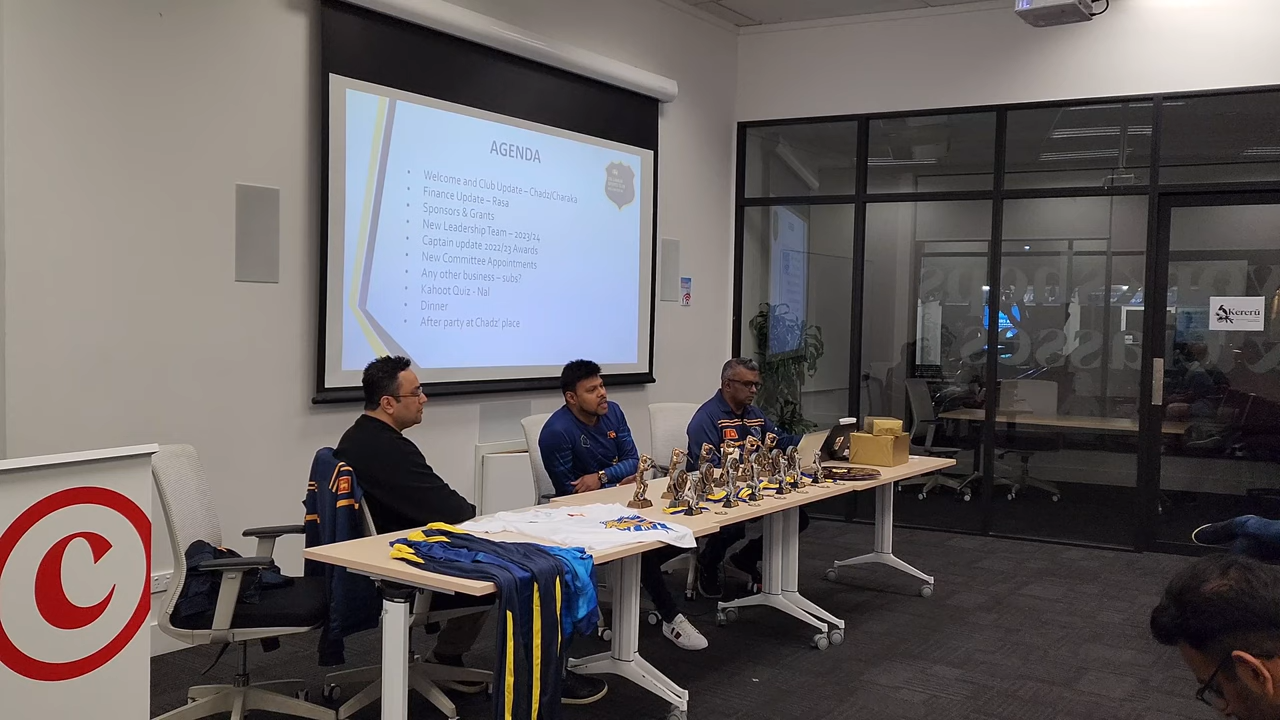 AGENDA
• Welcome and Club Update – Chadz/Charaka
• Finance Update – Rasa
• Sponsors & Grants
• New Leadership Team – 2023/24
• Captain update 2022/23 Awards
• New Committee Appointments
• Any other business – subs?
• Kahoot Quiz - Nal
• Dinner
• After party at Chadz' place
Kererū
c